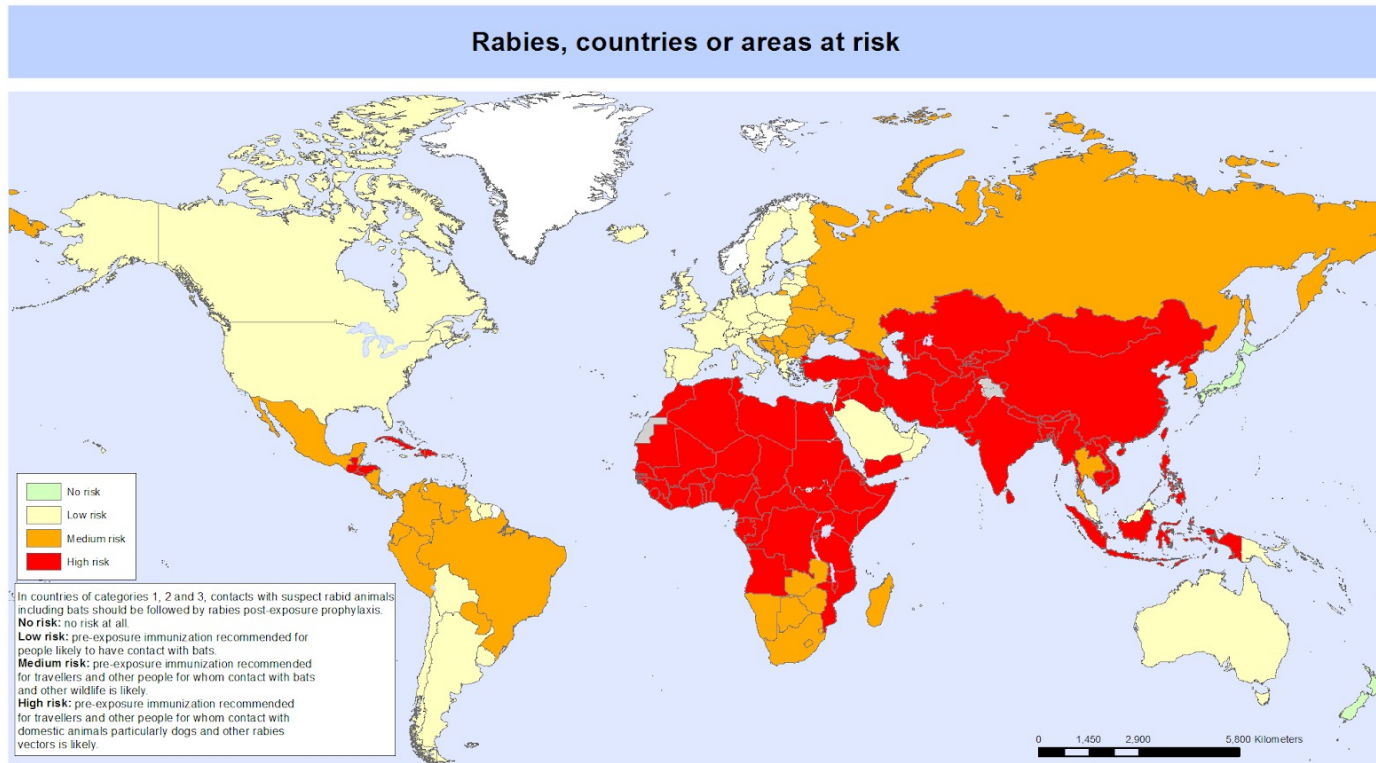 Rabies, countries or areas at risk
No risk
Low risk
Medium risk
High risk
In countries of categories 1, 2 and 3, contacts with suspect rabid animals
including bats should be followed by rabies post-exposure prophylaxis.
No risk: no risk at all.
Low risk: pre-exposure immunization recommended for
people likely to have contact with bats.
Medium risk: pre-exposure immunization recommended
for travellers and other people for whom contact with bats
and other wildlife is likely.
High risk: pre-exposure immunization recommended
for travellers and other people for whom contact with
domestic animals particularly dogs and other rabies
vectors is likely.
0 1,450 2,900 5,800 Kilometers